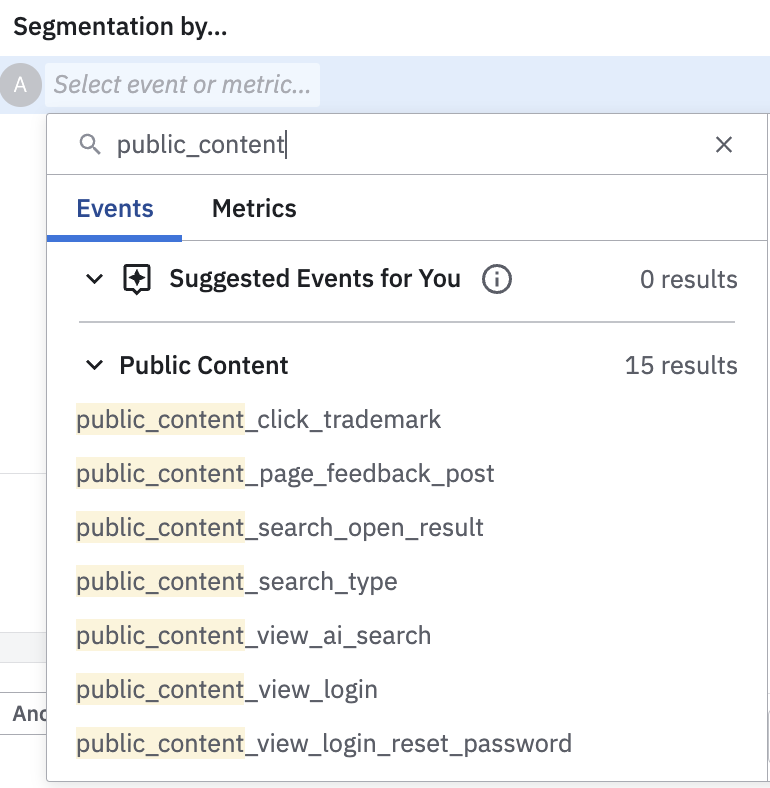 Segmentation by...
A Select event or metric...
public_content
Events Metrics
Suggested Events for You 0 results
Public Content 15 results
public_content_click_trademark
public_content_page_feedback_post
public_content_search_open_result
public_content_search_type
public_content_view_ai_search
public_content_view_login
Anc
public_content_view_login_reset_password